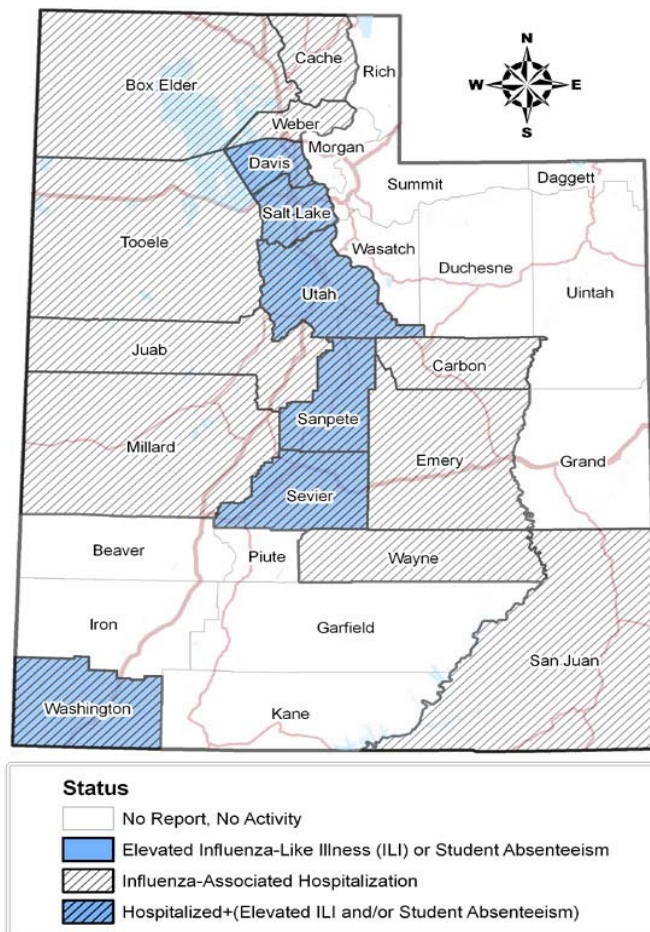 N
Cache
Rich
Box Elder
W
E
S
Weber
Morgan
Davis
Daggett
Summit
Salt Lake
Tooele
Wasatch
Duchesne
Uintah
Utah
Juab
Carbon
Sanpete
Millard
Emery
Grand
Sevier
Beaver
Piute
Wayne
Iron
Garfield
San Juan
Washington
Kane
Status
No Report, No Activity
Elevated Influenza-Like Illness (ILI) or Student Absenteeism
Influenza-Associated Hospitalization
Hospitalized+(Elevated ILI and/or Student Absenteeism)